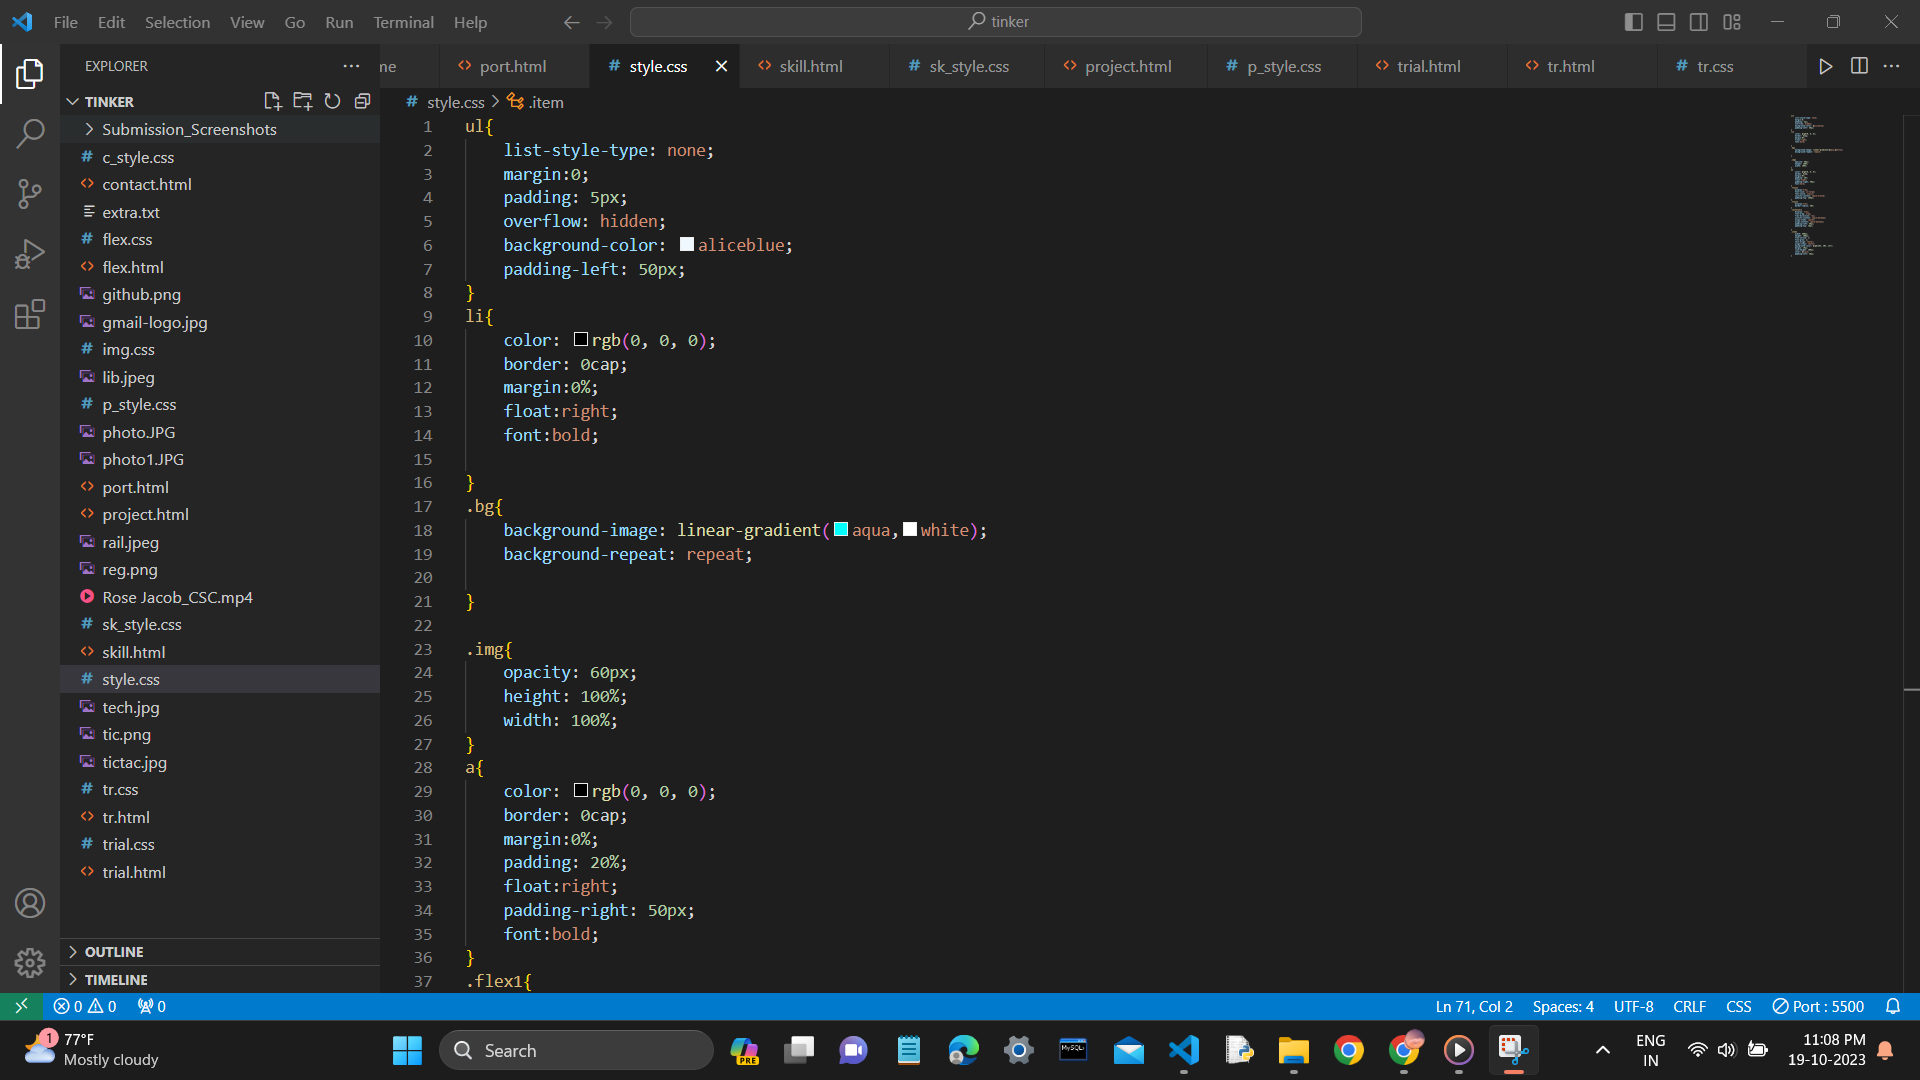 File Edit Selection View Go Run Terminal Help
tinker
EXPLORER
me port.html style.css skill.html sk_style.css project.html p_style.css trial.html tr.html tr.css
TINKER
style.css > .item
Submission_Screenshots
c_style.css
contact.html
extra.txt
flex.css
flex.html
github.png
gmail-logo.jpg
img.css
lib.jpeg
p_style.css
photo.JPG
photo1.JPG
port.html
project.html
rail.jpeg
reg.png
Rose Jacob_CSC.mp4
sk_style.css
skill.html
style.css
tech.jpg
tic.png
tictac.jpg
tr.css
tr.html
trial.css
trial.html
OUTLINE
TIMELINE
1 ul{
2 list-style-type: none;
3 margin:0;
4 padding: 5px;
5 overflow: hidden;
6 background-color: aliceblue;
7 padding-left: 50px;
8 }
9 li{
10 color: rgb(0, 0, 0);
11 border: 0cap;
12 margin:0%;
13 float:right;
14 font:bold;
15
16 }
17 .bg{
18 background-image: linear-gradient(aqua,white);
19 background-repeat: repeat;
20
21 }
22
23 .img{
24 opacity: 60px;
25 height: 100%;
26 width: 100%;
27 }
28 a{
29 color: rgb(0, 0, 0);
30 border: 0cap;
31 margin:0%;
32 padding: 20%;
33 float:right;
34 padding-right: 50px;
35 font:bold;
36 }
37 .flex1{
0 0 0
Ln 71, Col 2 Spaces: 4 UTF-8 CRLF CSS Port : 5500
1
77°F
Mostly cloudy
Search
PRE
MySQL
ENG
IN
11:08 PM
19-10-2023